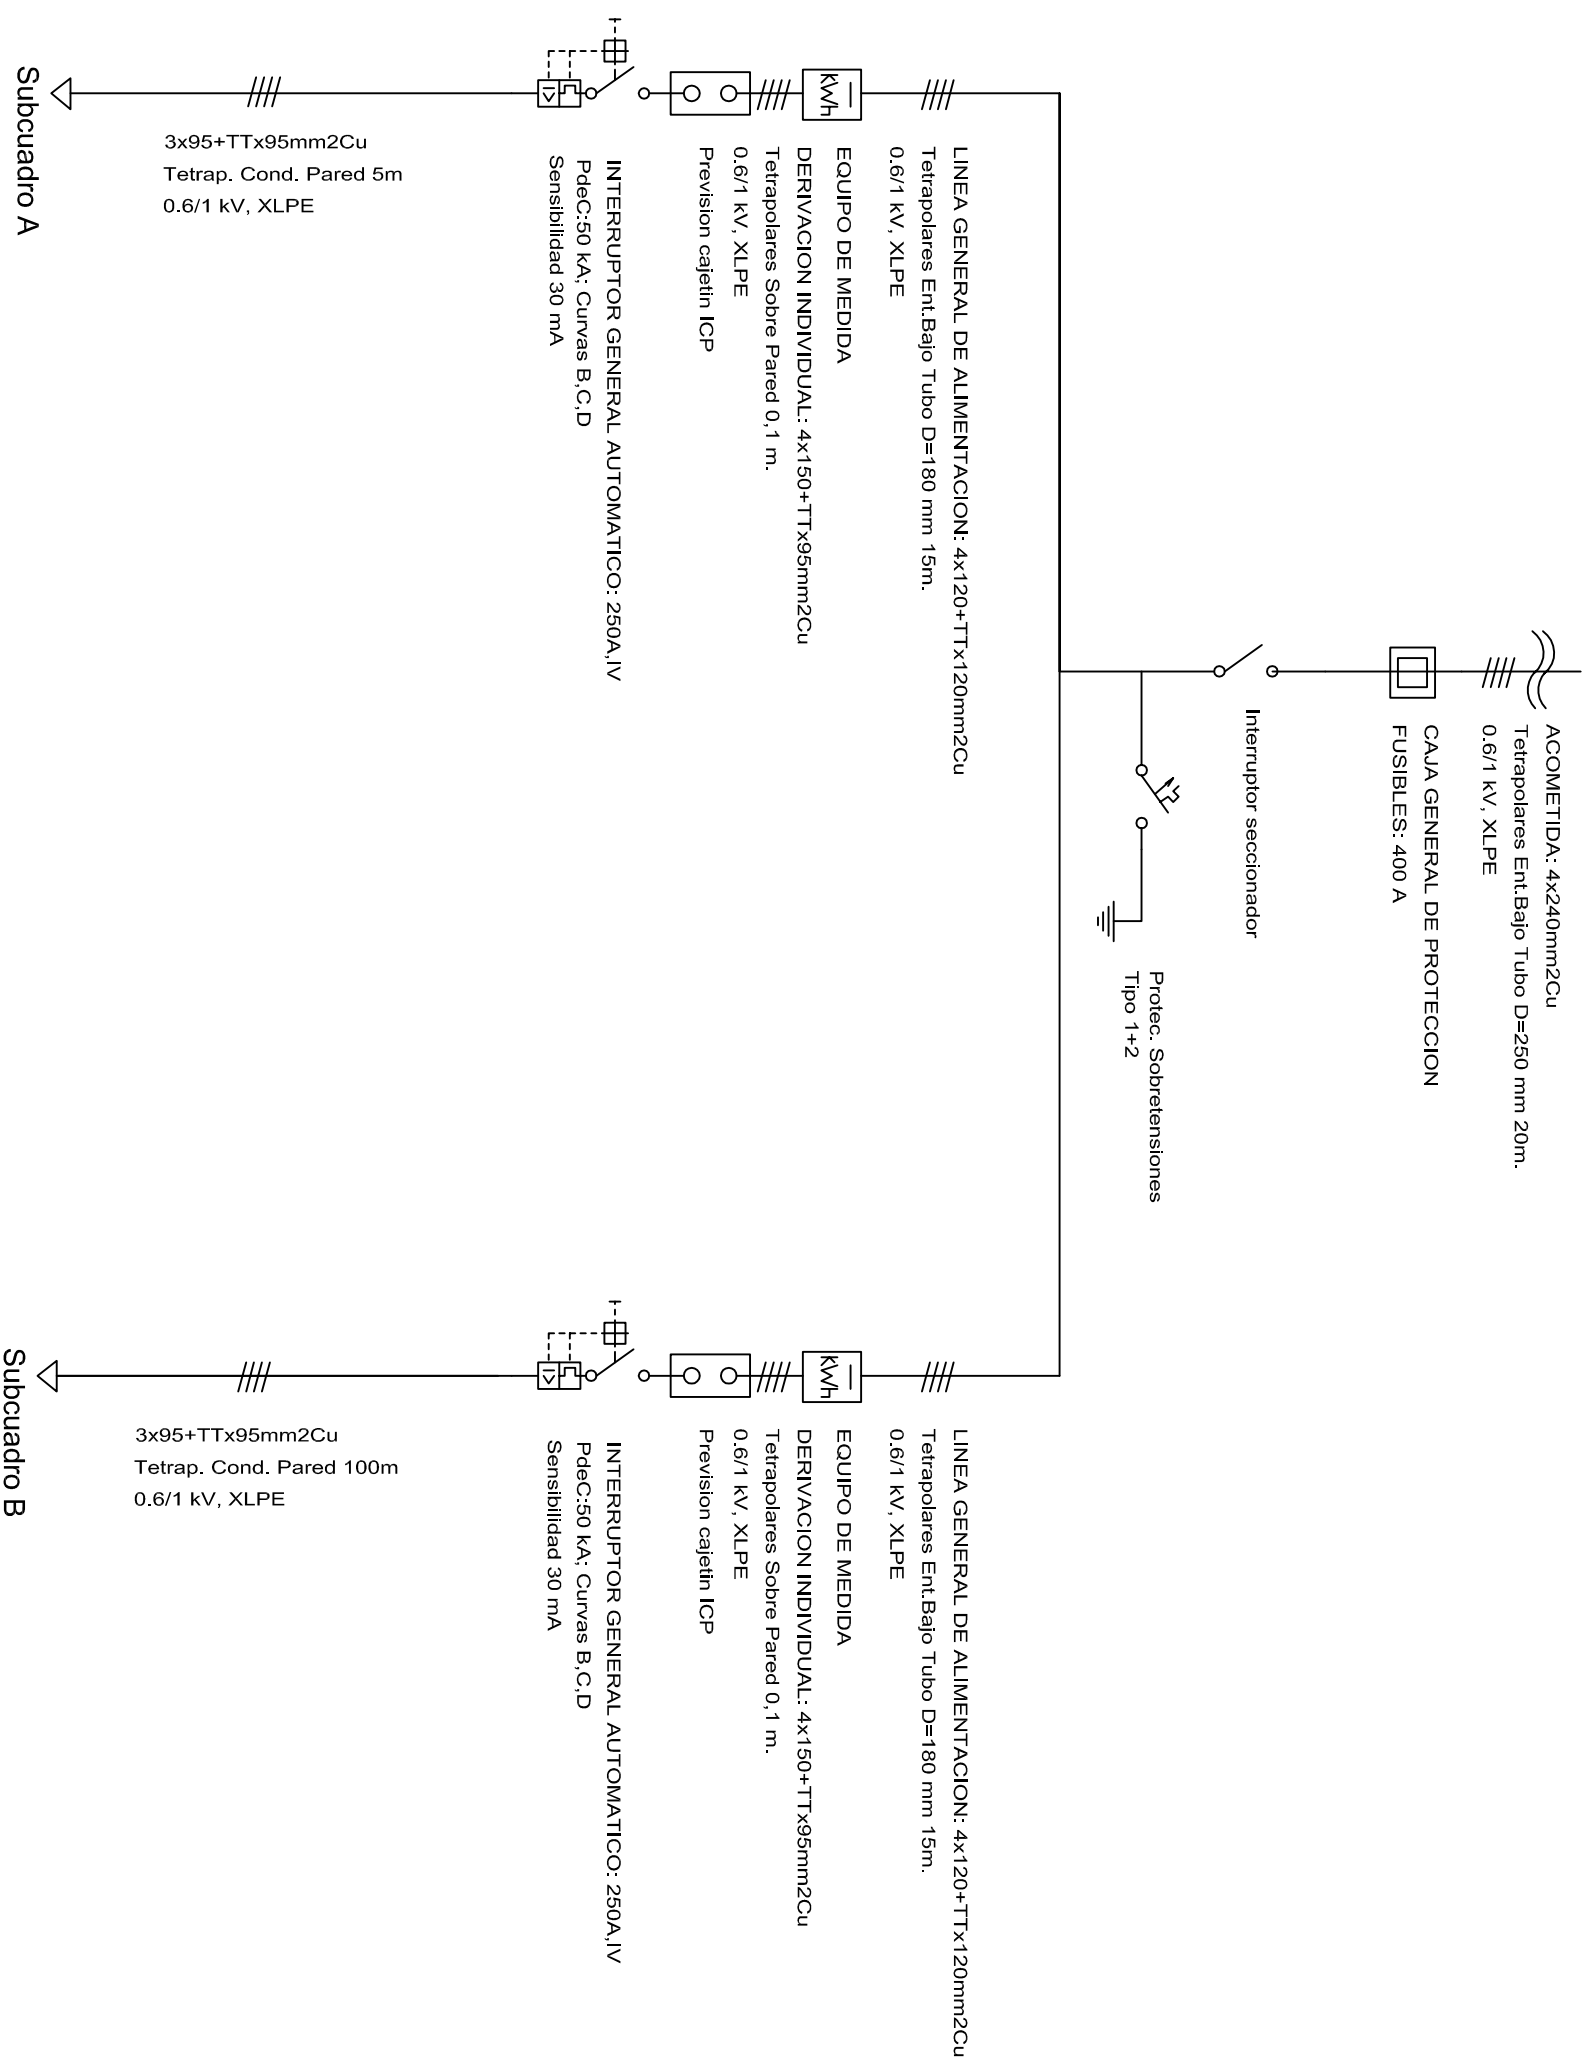 ACOMETIDA: 4x240mm2Cu
Tetrapolares Ent.Bajo Tubo D=250 mm 20m.
0.6/1 kV, XLPE
CAJA GENERAL DE PROTECCION
FUSIBLES: 400 A
Interruptor seccionador
Protec. Sobretensiones
Tipo 1+2
LINEA GENERAL DE ALIMENTACION: 4x120+TTx120mm2Cu
Tetrapolares Ent.Bajo Tubo D=180 mm 15m.
0.6/1 kV, XLPE
kWh
EQUIPO DE MEDIDA
DERIVACION INDIVIDUAL: 4x150+TTx95mm2Cu
Tetrapolares Sobre Pared 0,1 m.
0.6/1 kV, XLPE
Prevision cajetin ICP
INTERRUPTOR GENERAL AUTOMATICO: 250A,IV
PdeC:50 kA; Curvas B,C,D
Sensibilidad 30 mA
I>
3x95+TTx95mm2Cu
Tetrap. Cond. Pared 5m
0.6/1 kV, XLPE
Subcuadro A
LINEA GENERAL DE ALIMENTACION: 4x120+TTx120mm2Cu
Tetrapolares Ent.Bajo Tubo D=180 mm 15m.
0.6/1 kV, XLPE
kWh
EQUIPO DE MEDIDA
DERIVACION INDIVIDUAL: 4x150+TTx95mm2Cu
Tetrapolares Sobre Pared 0,1 m.
0.6/1 kV, XLPE
Prevision cajetin ICP
INTERRUPTOR GENERAL AUTOMATICO: 250A,IV
PdeC:50 kA; Curvas B,C,D
Sensibilidad 30 mA
I>
3x95+TTx95mm2Cu
Tetrap. Cond. Pared 100m
0.6/1 kV, XLPE
Subcuadro B